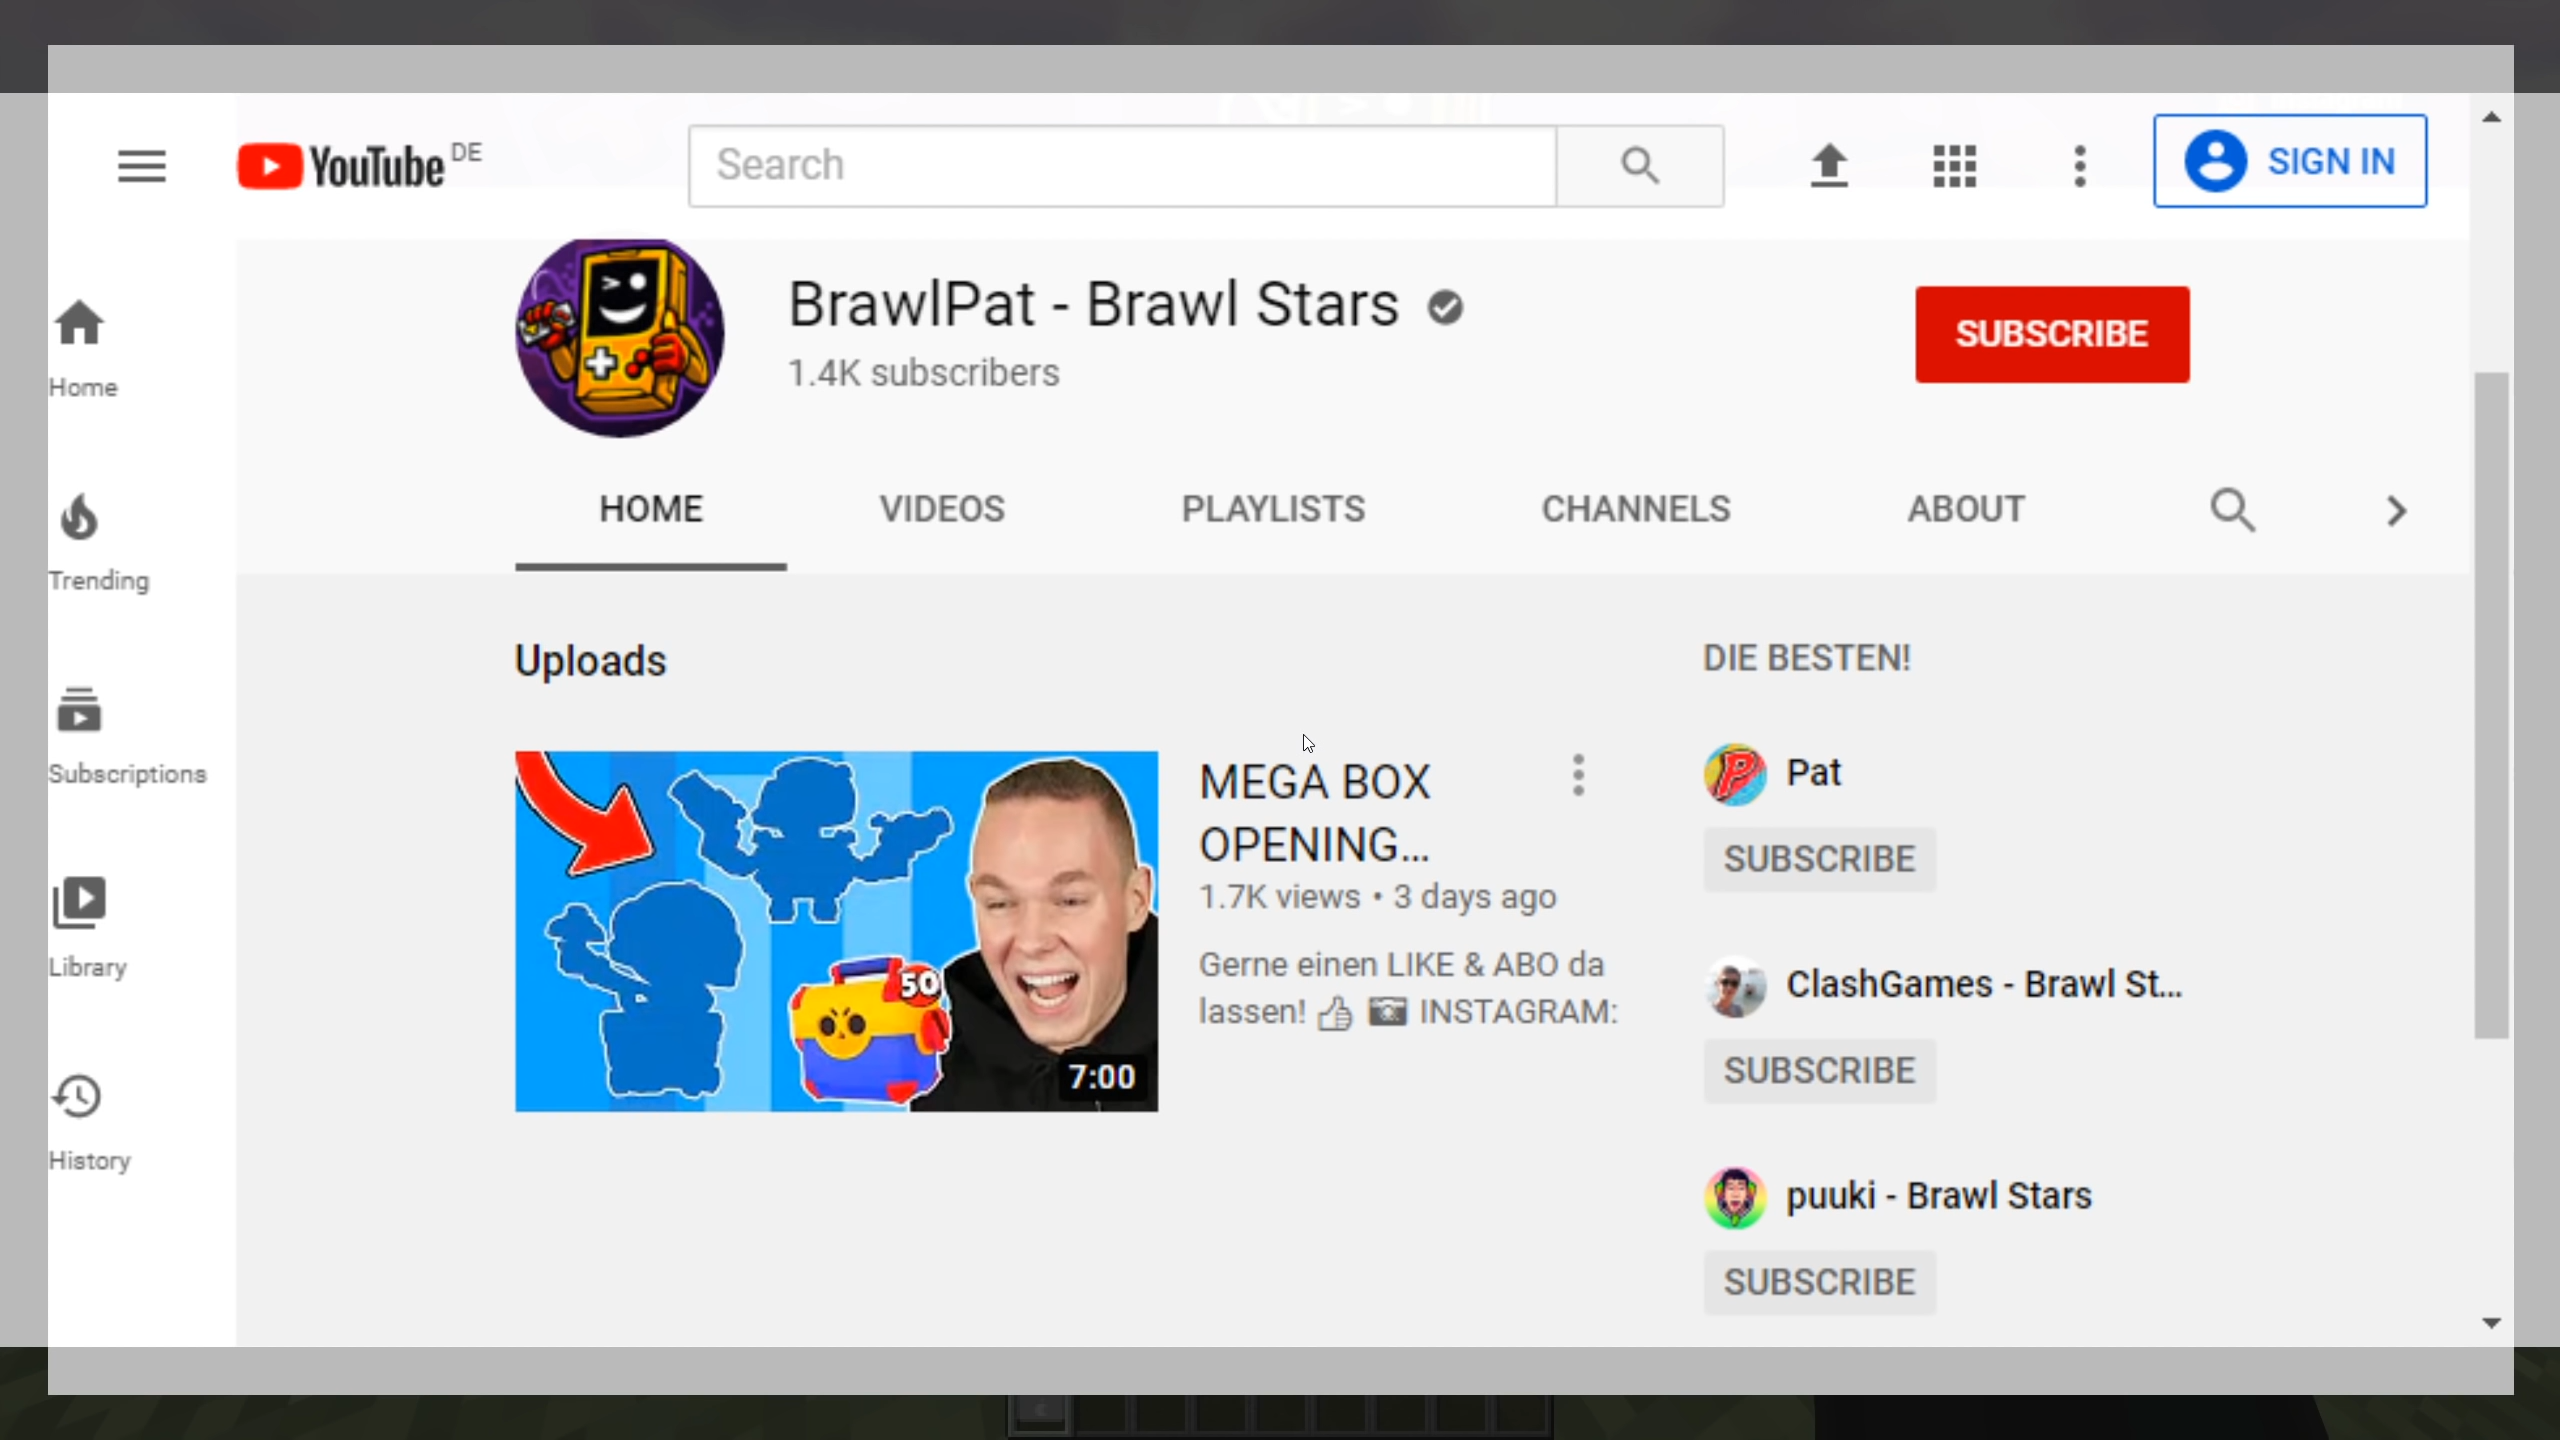 YouTube DE
Search
SIGN IN
Home
Trending
Subscriptions
Library
History
BrawlPat - Brawl Stars
1.4K subscribers
SUBSCRIBE
HOME
VIDEOS
PLAYLISTS
CHANNELS
ABOUT
Uploads
50
7:00
MEGA BOX
OPENING...
1.7K views • 3 days ago
Gerne einen LIKE & ABO da
lassen! 👍 📷 INSTAGRAM:
DIE BESTEN!
P
Pat
SUBSCRIBE
ClashGames - Brawl St...
SUBSCRIBE
puuki - Brawl Stars
SUBSCRIBE